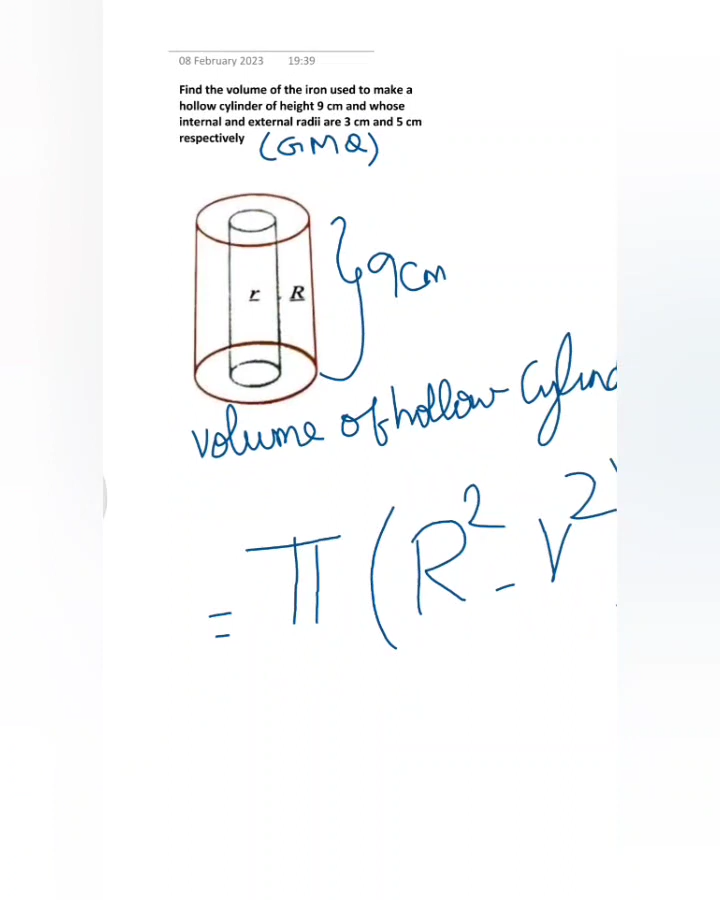 08 February 2023 19:39
Find the volume of the iron used to make a
hollow cylinder of height 9 cm and whose
internal and external radii are 3 cm and 5 cm
respectively (GMQ)
9cm
r R
volume of hollow Cylind
= π (R² - r²